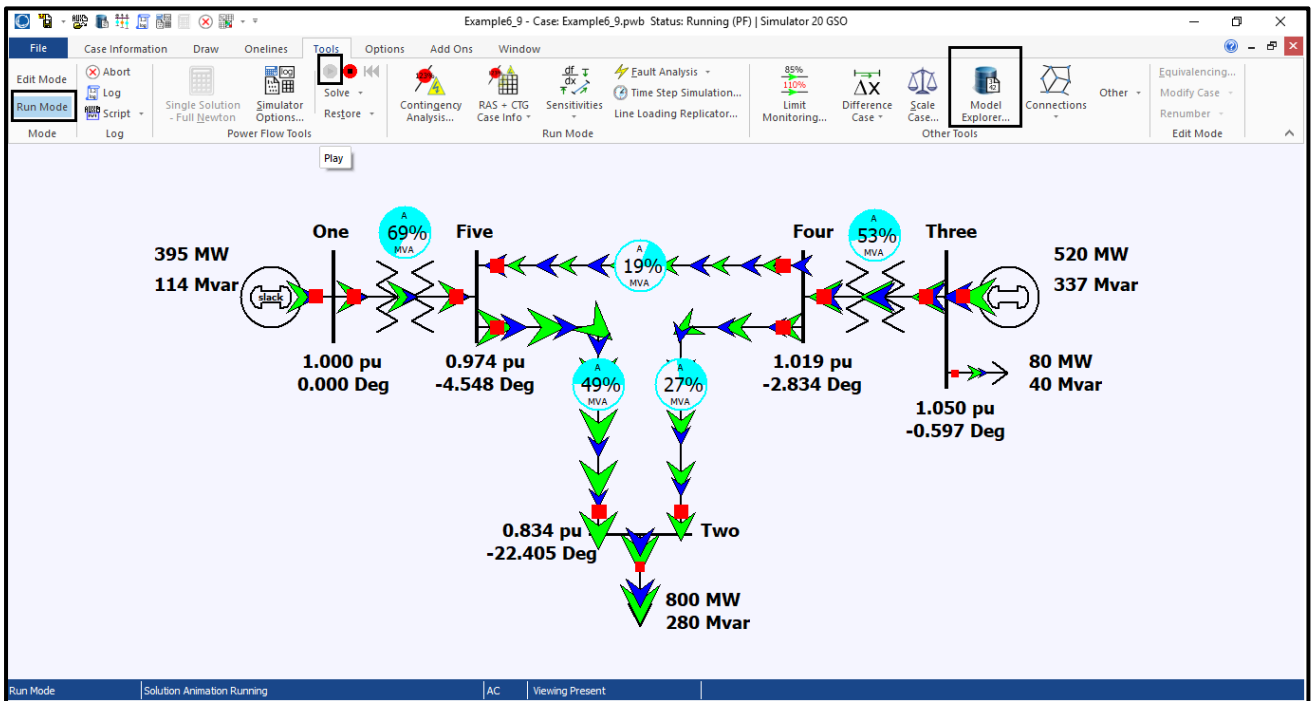 Example6_9 - Case: Example6_9.pwb Status: Running (PF) | Simulator 20 GSO
File Case Information Draw Onelines Tools Options Add Ons Window
Edit Mode
Run Mode
Mode
Abort
Log
Script
Log
Single Solution
- Full Newton
Simulator
Options...
Solve
Restore
Power Flow Tools
Contingency
Analysis...
RAS + CTG
Case Info
Sensitivities
Fault Analysis
Time Step Simulation...
Line Loading Replicator...
Run Mode
85%
110%
Limit
Monitoring...
Difference
Case
Scale
Case...
Model
Explorer...
Connections
Other
Other Tools
Equivalencing...
Modify Case
Renumber
Edit Mode
Play
One
Five
Four
Three
395 MW
114 Mvar
slack
A
69%
MVA
A
19%
MVA
A
53%
MVA
520 MW
337 Mvar
1.000 pu
0.000 Deg
0.974 pu
-4.548 Deg
A
49%
MVA
A
27%
MVA
1.019 pu
-2.834 Deg
80 MW
40 Mvar
1.050 pu
-0.597 Deg
0.834 pu
-22.405 Deg
Two
800 MW
280 Mvar
Run Mode Solution Animation Running AC Viewing Present